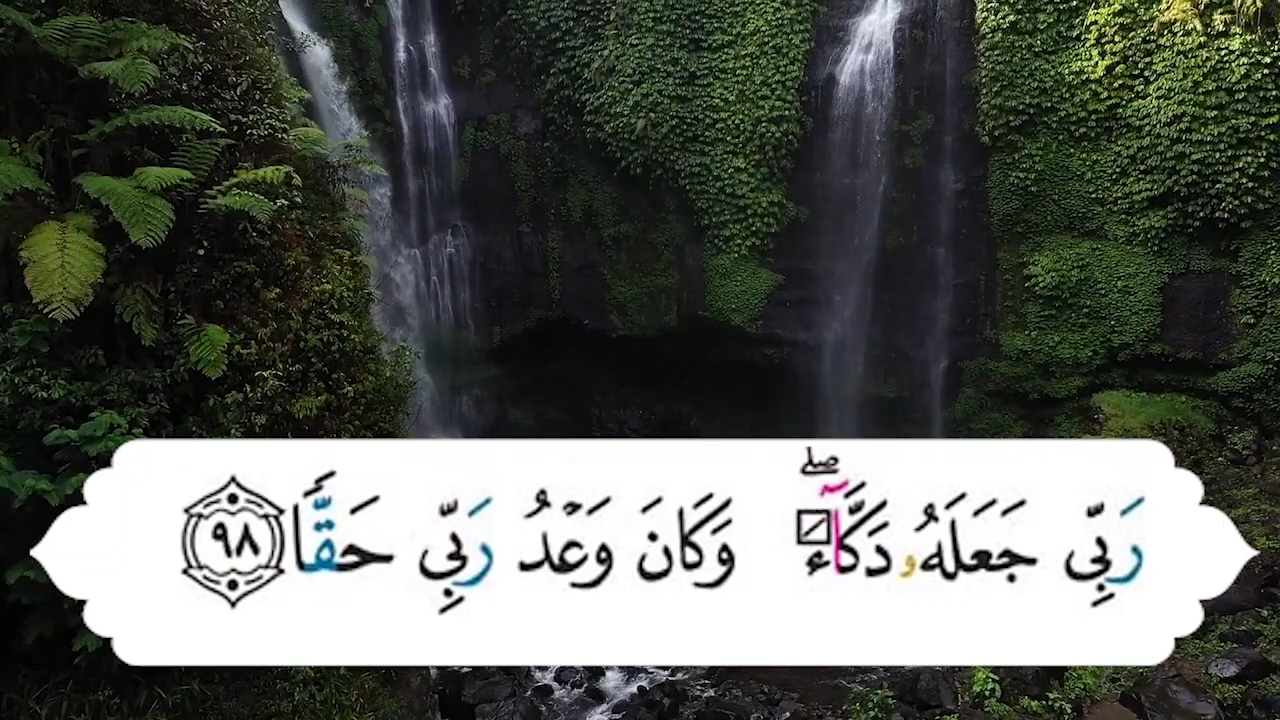 رَبِّى جَعَلَهُۥ دَكَّآءَ ۖ وَكَانَ وَعْدُ رَبِّى حَقًّا ٩٨